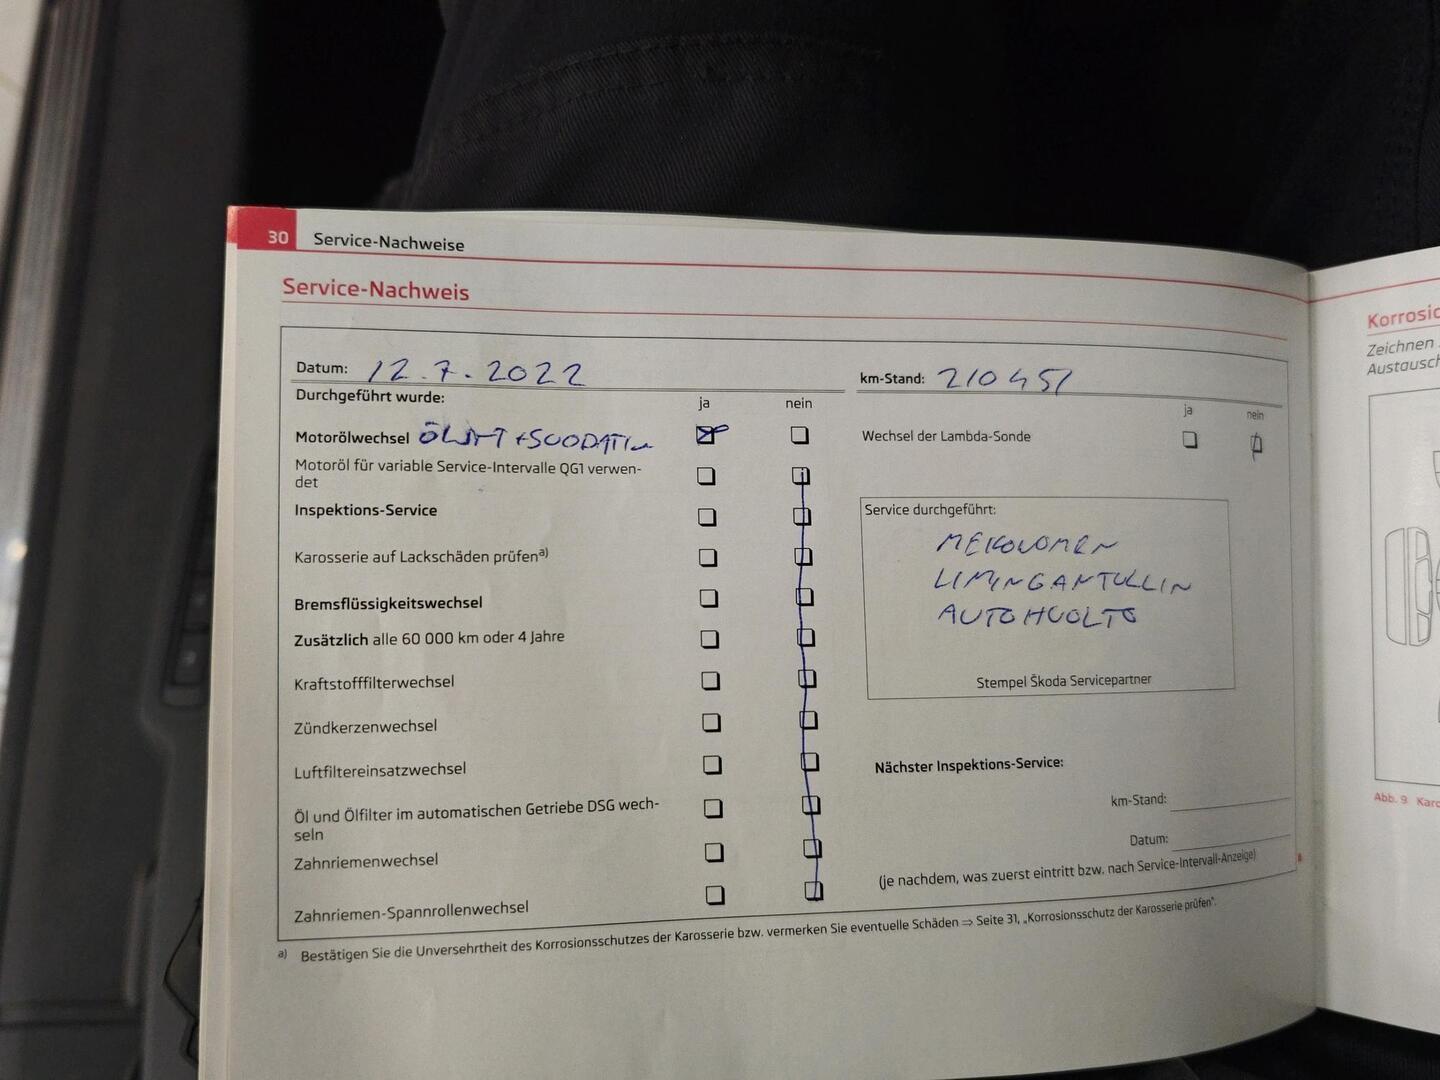 30 Service-Nachweise
Service-Nachweis
Datum: 12.7.2022
km-Stand: 210451
Durchgeführt wurde:
ja nein
ja nein
Motorölwechsel ÖLJYT +SUODATIN
Wechsel der Lambda-Sonde
Motoröl für variable Service-Intervalle QG1 verwen-
det
Inspektions-Service
Karosserie auf Lackschäden prüfena)
Bremsflüssigkeitswechsel
Zusätzlich alle 60 000 km oder 4 Jahre
Kraftstofffilterwechsel
Zündkerzenwechsel
Luftfiltereinsatzwechsel
Öl und Ölfilter im automatischen Getriebe DSG wech-
seln
Zahnriemenwechsel
Zahnriemen-Spannrollenwechsel
Service durchgeführt:
MEKONOMEN
LIMINGANTULLIN
AUTOHUOLTO
Stempel Škoda Servicepartner
Nächster Inspektions-Service:
km-Stand:
Datum:
(je nachdem, was zuerst eintritt bzw. nach Service-Intervall-Anzeige)
a) Bestätigen Sie die Unversehrtheit des Korrosionsschutzes der Karosserie bzw. vermerken Sie eventuelle Schäden ⇒ Seite 31, „Korrosionsschutz der Karosserie prüfen“.
Korrosio
Zeichnen
Austausch
Abb. 9 Karo